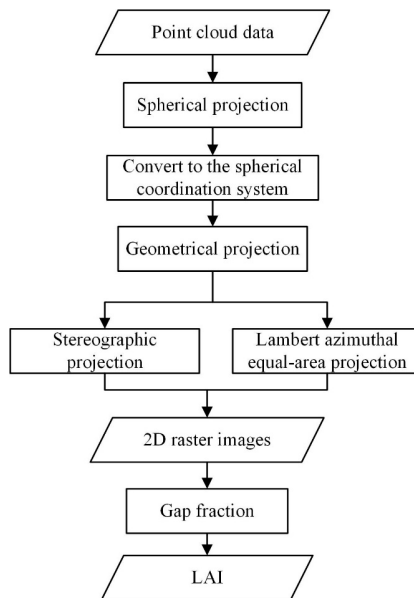 Point cloud data
Spherical projection
Convert to the spherical
coordination system
Geometrical projection
Stereographic
projection
Lambert azimuthal
equal-area projection
2D raster images
Gap fraction
LAI